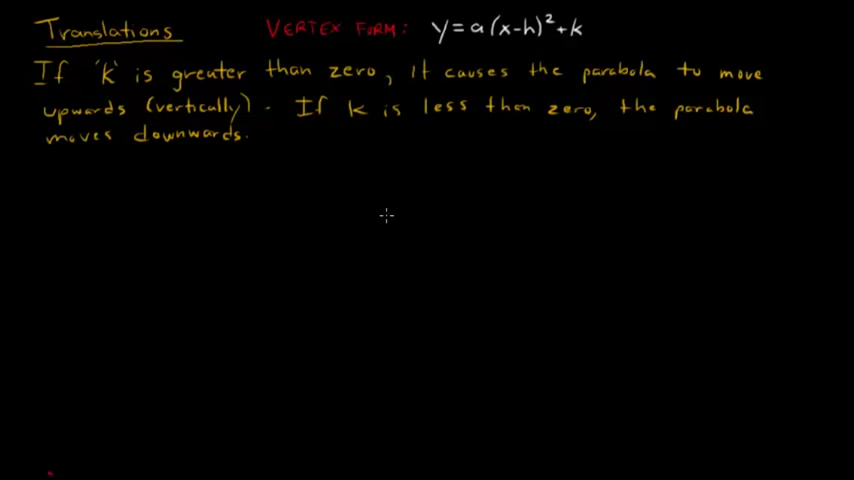 Translations VERTEX FORM: y = a (x-h)² + k
If 'k' is greater than zero, it causes the parabola to move
upwards (vertically). If k is less then zero, the parabola
moves downwards.